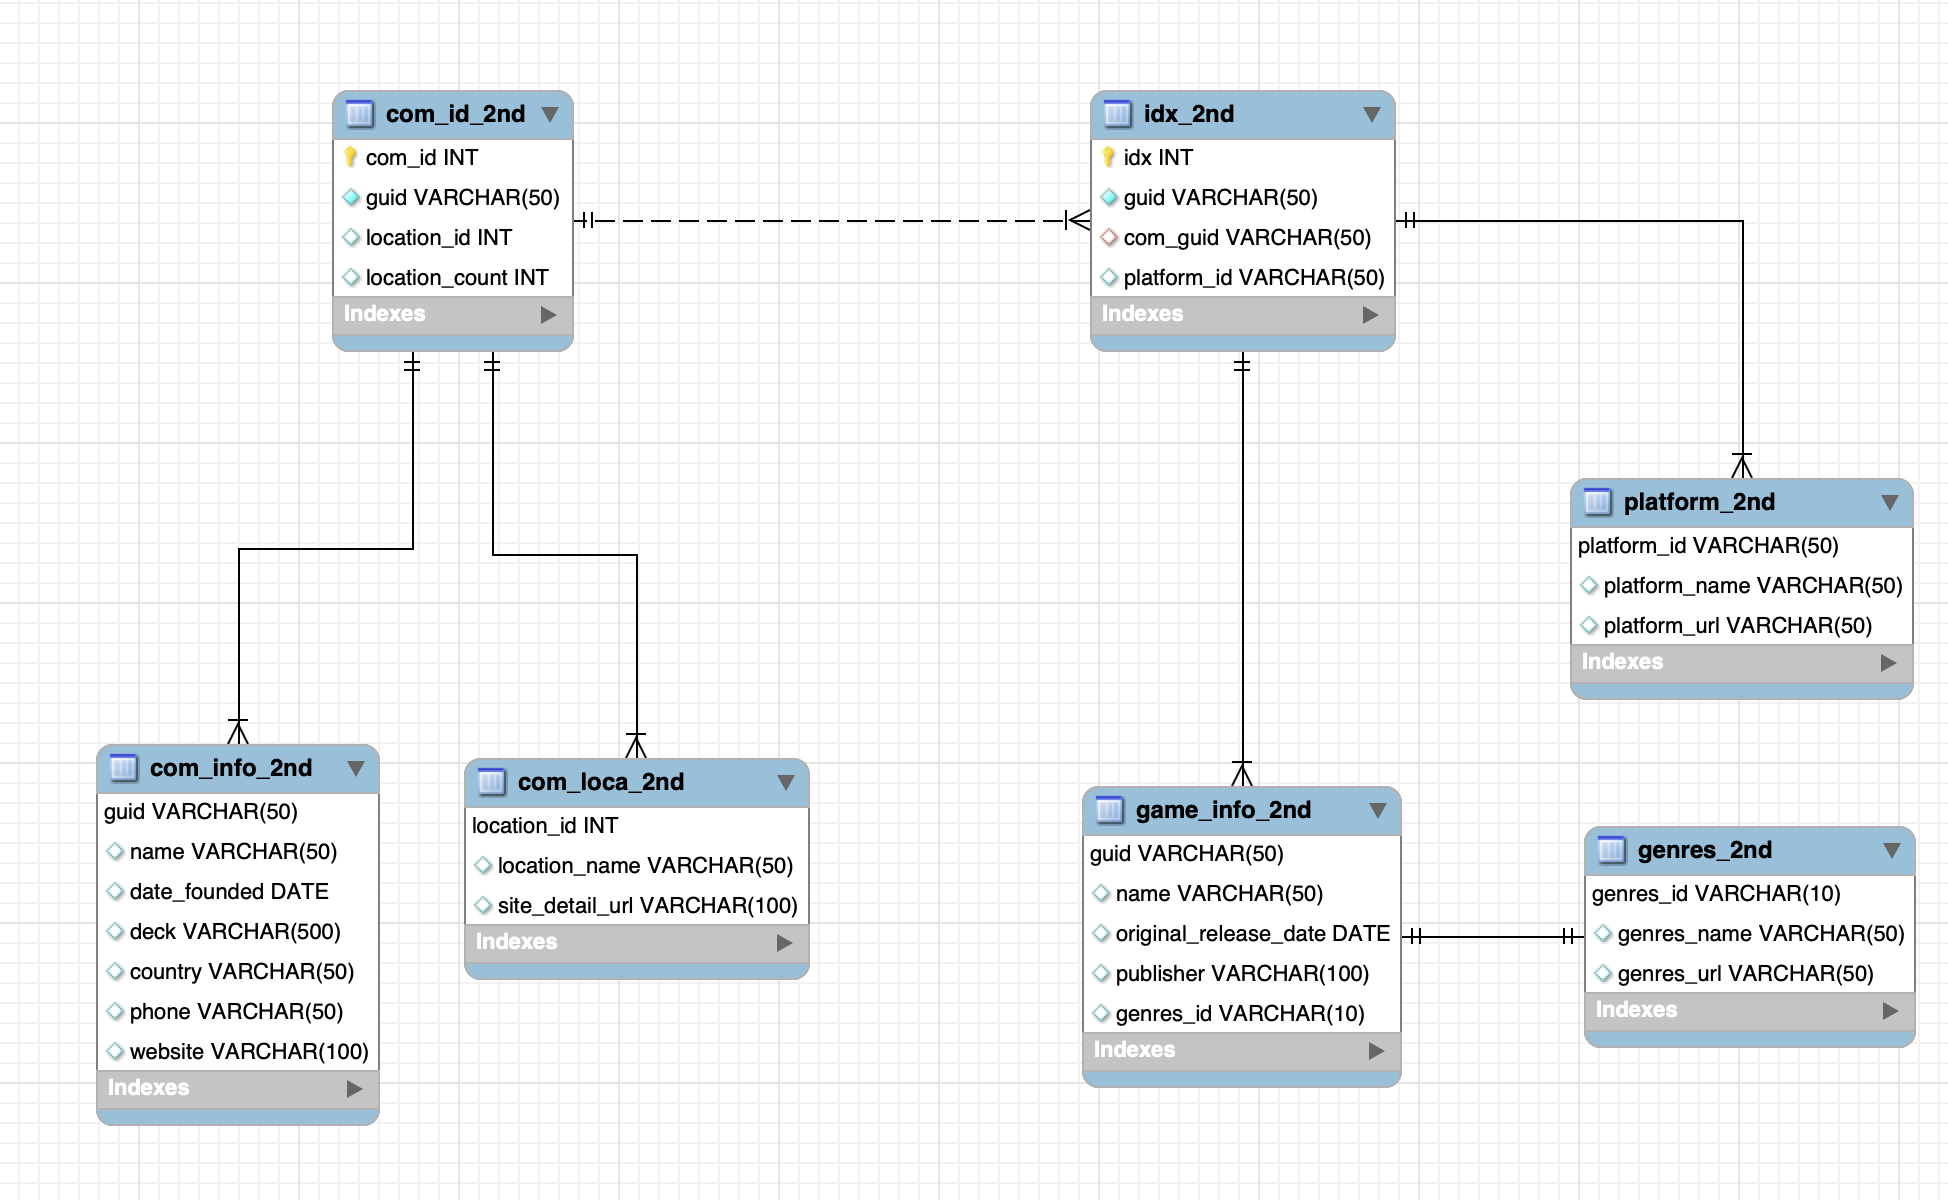 com_id_2nd
com_id INT
guid VARCHAR(50)
location_id INT
location_count INT
Indexes
idx_2nd
idx INT
guid VARCHAR(50)
com_guid VARCHAR(50)
platform_id VARCHAR(50)
Indexes
platform_2nd
platform_id VARCHAR(50)
platform_name VARCHAR(50)
platform_url VARCHAR(50)
Indexes
com_info_2nd
guid VARCHAR(50)
name VARCHAR(50)
date_founded DATE
deck VARCHAR(500)
country VARCHAR(50)
phone VARCHAR(50)
website VARCHAR(100)
Indexes
com_loca_2nd
location_id INT
location_name VARCHAR(50)
site_detail_url VARCHAR(100)
Indexes
game_info_2nd
guid VARCHAR(50)
name VARCHAR(50)
original_release_date DATE
publisher VARCHAR(100)
genres_id VARCHAR(10)
Indexes
genres_2nd
genres_id VARCHAR(10)
genres_name VARCHAR(50)
genres_url VARCHAR(50)
Indexes